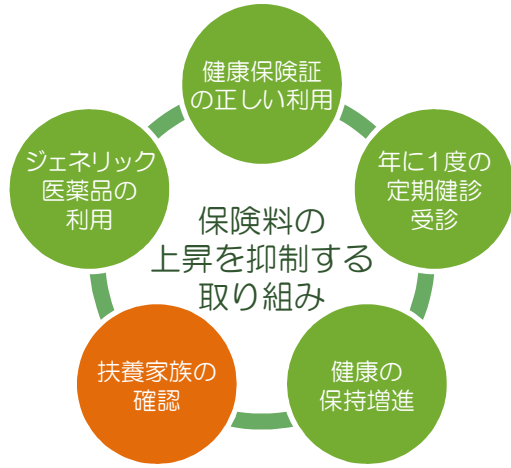 健康保険証
の正しい利用
ジェネリック
医薬品の
利用
年に1度の
定期健診
受診
保険料の
上昇を抑制する
取り組み
扶養家族の
確認
健康の
保持増進